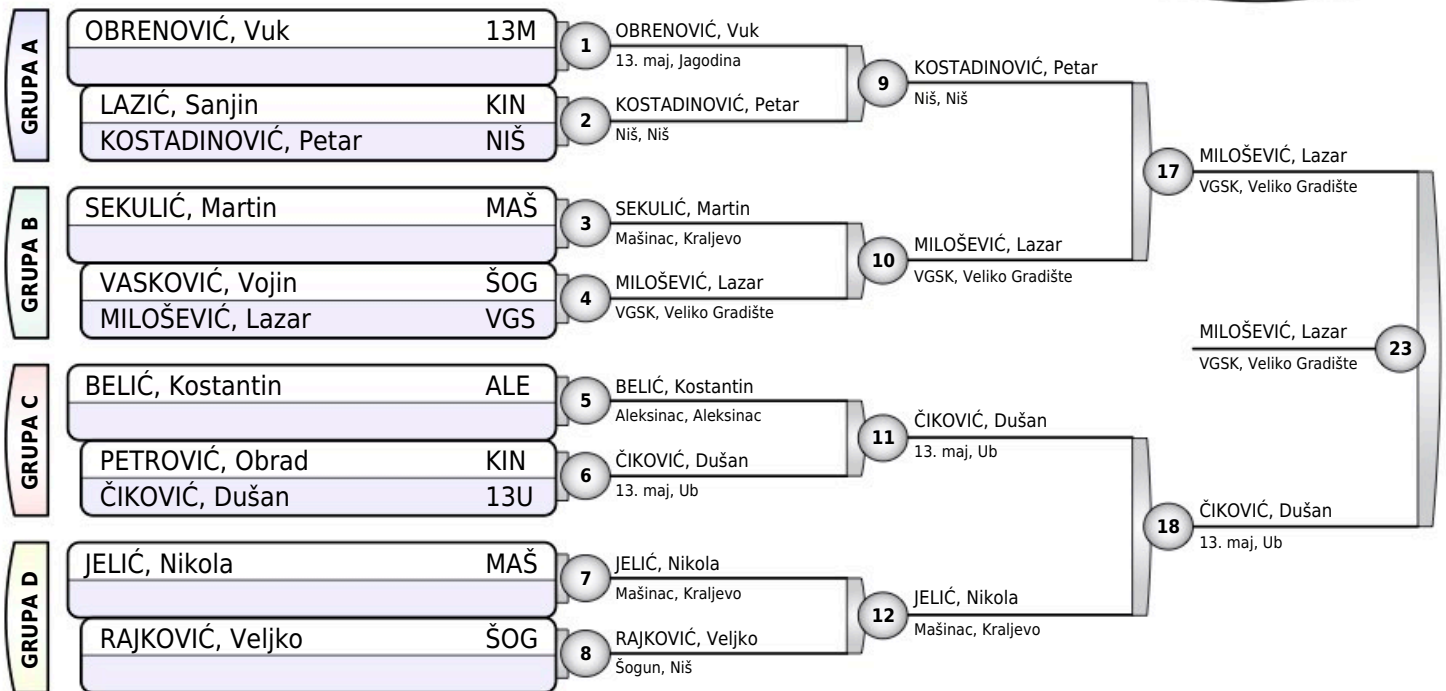 GRUPA A
OBRENOVIĆ, Vuk 13M
LAZIĆ, Sanjin KIN
KOSTADINOVIĆ, Petar NIŠ
GRUPA B
SEKULIĆ, Martin MAŠ
VASKOVIĆ, Vojin ŠOG
MILOŠEVIĆ, Lazar VGS
GRUPA C
BELIĆ, Kostantin ALE
PETROVIĆ, Obrad KIN
ČIKOVIĆ, Dušan 13U
GRUPA D
JELIĆ, Nikola MAŠ
RAJKOVIĆ, Veljko ŠOG
1
OBRENOVIĆ, Vuk
13. maj, Jagodina
2
KOSTADINOVIĆ, Petar
Niš, Niš
3
SEKULIĆ, Martin
Mašinac, Kraljevo
4
MILOŠEVIĆ, Lazar
VGSK, Veliko Gradište
5
BELIĆ, Kostantin
Aleksinac, Aleksinac
6
ČIKOVIĆ, Dušan
13. maj, Ub
7
JELIĆ, Nikola
Mašinac, Kraljevo
8
RAJKOVIĆ, Veljko
Šogun, Niš
9
KOSTADINOVIĆ, Petar
Niš, Niš
10
MILOŠEVIĆ, Lazar
VGSK, Veliko Gradište
11
ČIKOVIĆ, Dušan
13. maj, Ub
12
JELIĆ, Nikola
Mašinac, Kraljevo
17
MILOŠEVIĆ, Lazar
VGSK, Veliko Gradište
18
ČIKOVIĆ, Dušan
13. maj, Ub
MILOŠEVIĆ, Lazar
VGSK, Veliko Gradište
23